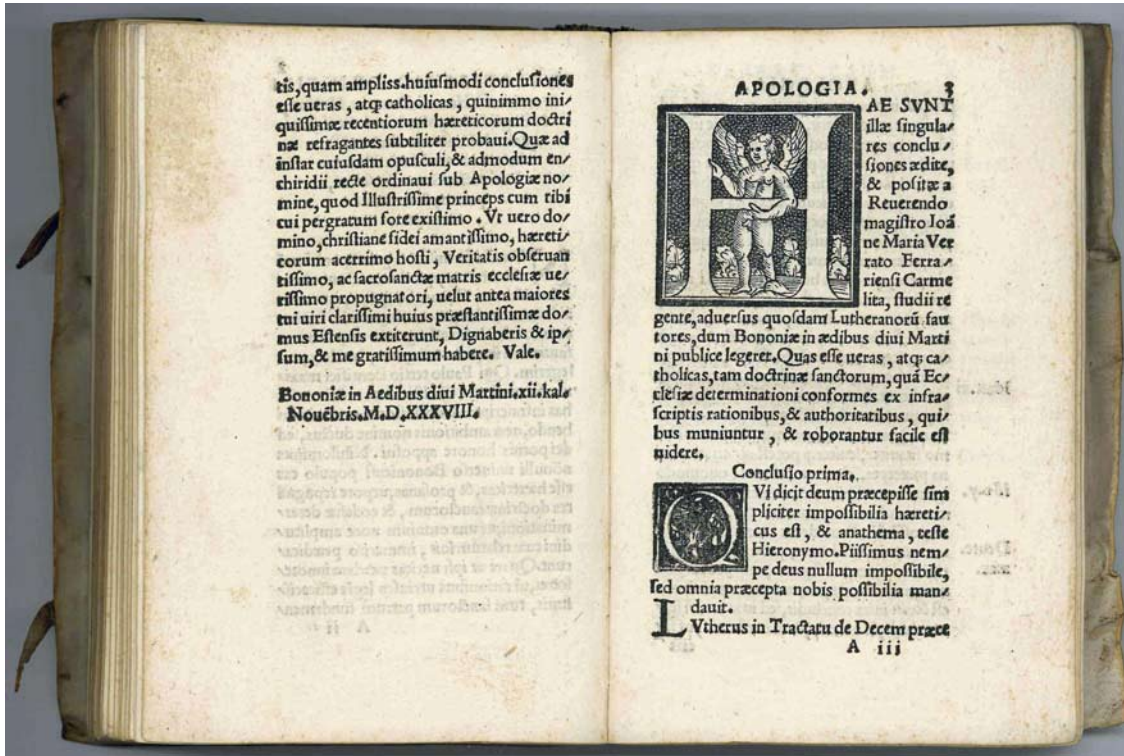 tis, quam ampliss. huiusmodi conclusiones
esse ueras, atq; catholicas, quinimmo ini/
quissimæ recentiorum hæreticorum doctri
næ refragantes subtiliter probaui. Quæ ad
instar cuiusdam opusculi, & admodum en/
chiridii recte ordinaui sub Apologiæ no/
mine, quod Illustrissime princeps cum tibi
cui pergratum fore existimo. Vt uero do/
mino, christianę fidei amantissimo, hæreti/
corum acerrimo hosti, Veritatis obseruan
tissimo, ac sacrosanctæ matris ecclesiæ ue/
rissimo propugnatori, uelut antea maiores
tui uiri clarissimi huius præstantissimæ do/
mus Estensis extiterunt, Dignaberis & ip/
sum, & me gratissimum habere. Vale.
Bononiæ in Aedibus diui Martini. xii. kal.
Nouẽbris. M.D.XXXVIII.
APOLOGIA. 3
HAE SVNT
illæ singula/
res conclu/
siones ædite,
& positæ a
Reuerendo
magistro Ioã
ne Maria Ver
rato Ferra/
riensi Carme
lita, studii re
gente, aduersus quosdam Lutheranorũ fau
tores, dum Bononiæ in ædibus diui Marti
ni publice legeret. Quas esse ueras, atq; ca/
tholicas, tam doctrinæ sanctorum, quã Ec/
clesiæ determinationi conformes ex infra/
scriptis rationibus, & authoritatibus, qui/
bus muniuntur, & roborantur facile est
uidere.
Conclusio prima.
QVi dicit deum præcepisse sim
pliciter impossibilia hæreti/
cus est, & anathema, teste
Hieronymo. Piissimus nem/
pe deus nullum impossibile,
sed omnia præcepta nobis possibilia man/
dauit.
LVtherus in Tractatu de Decem præce
A iii